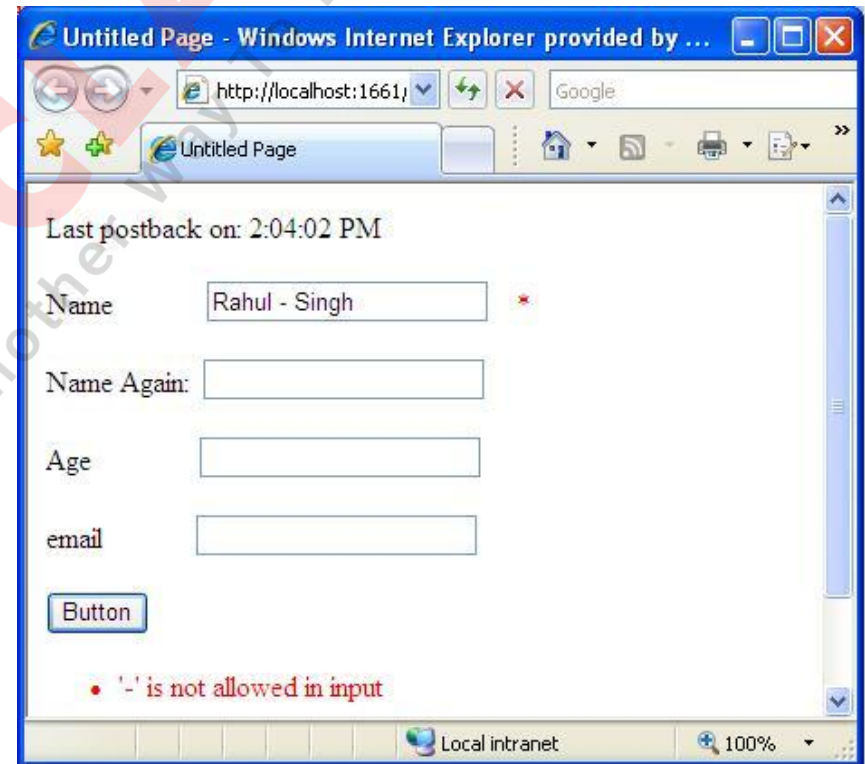 Untitled Page - Windows Internet Explorer provided by ...
http://localhost:1661/
Google
Untitled Page
»
Last postback on: 2:04:02 PM
Name Rahul - Singh *
Name Again:
Age
email
Button
• '-' is not allowed in input
Local intranet 100%